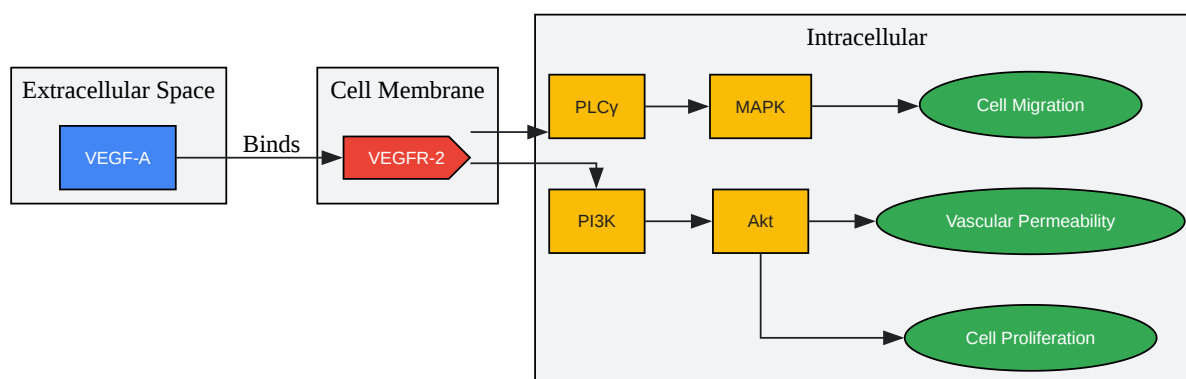 Intracellular
Extracellular Space
Cell Membrane
VEGF-A
Binds
VEGFR-2
PLCγ
MAPK
Cell Migration
PI3K
Akt
Vascular Permeability
Cell Proliferation